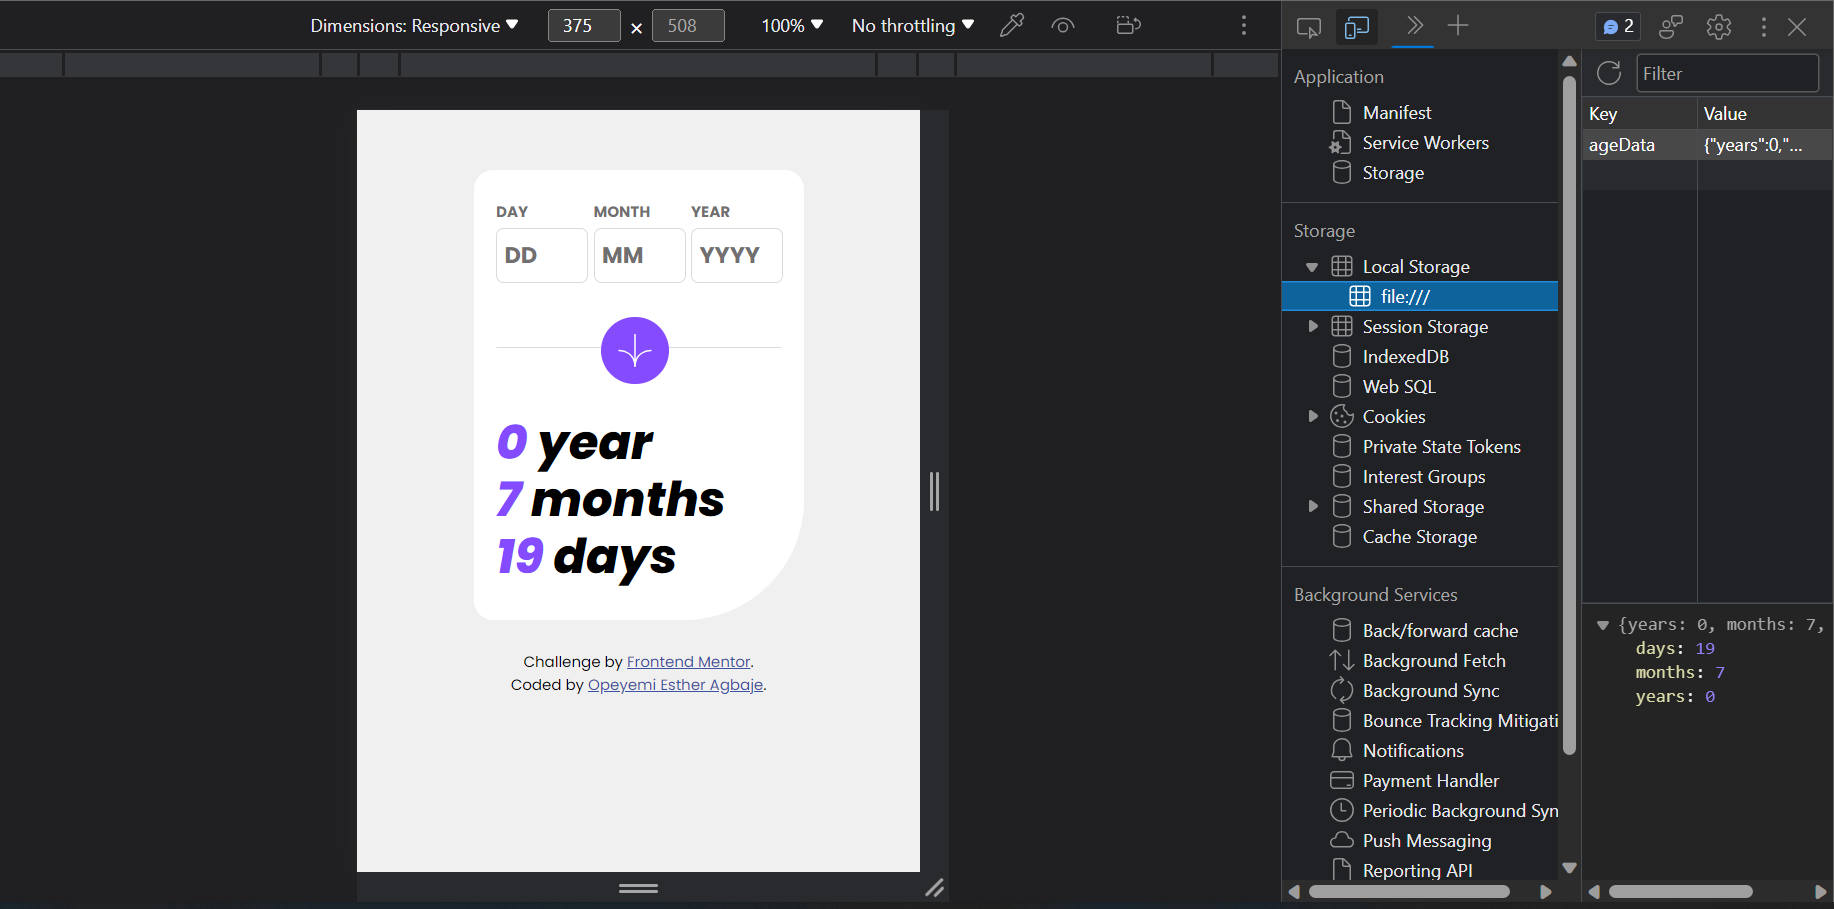 Dimensions: Responsive 375 × 508 100% No throttling
DAY MONTH YEAR
DD MM YYYY
0 year
7 months
19 days
Challenge by Frontend Mentor.
Coded by Opeyemi Esther Agbaje.
2
Application
Manifest
Service Workers
Storage
Storage
Local Storage
file:///
Session Storage
IndexedDB
Web SQL
Cookies
Private State Tokens
Interest Groups
Shared Storage
Cache Storage
Background Services
Back/forward cache
Background Fetch
Background Sync
Bounce Tracking Mitigati
Notifications
Payment Handler
Periodic Background Syn
Push Messaging
Reporting API
Filter
Key Value
ageData {"years":0,"...
{years: 0, months: 7,
days: 19
months: 7
years: 0